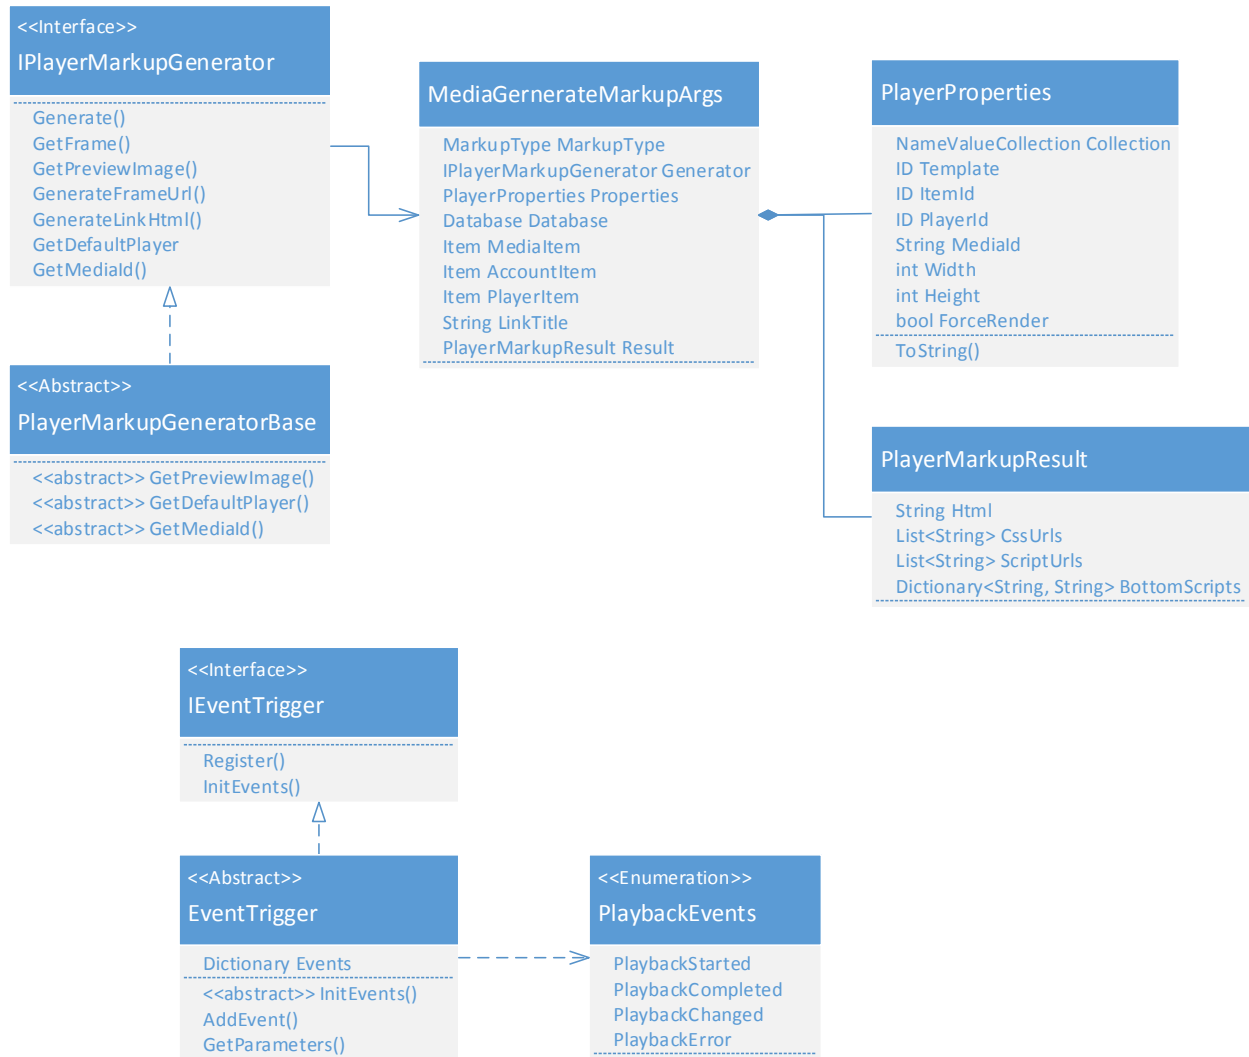 <<Interface>>
IPlayerMarkupGenerator
Generate()
GetFrame()
GetPreviewImage()
GenerateFrameUrl()
GenerateLinkHtml()
GetDefaultPlayer
GetMediaId()
<<Abstract>>
PlayerMarkupGeneratorBase
<<abstract>> GetPreviewImage()
<<abstract>> GetDefaultPlayer()
<<abstract>> GetMediaId()
MediaGernerateMarkupArgs
MarkupType MarkupType
IPlayerMarkupGenerator Generator
PlayerProperties Properties
Database Database
Item MediaItem
Item AccountItem
Item PlayerItem
String LinkTitle
PlayerMarkupResult Result
PlayerProperties
NameValueCollection Collection
ID Template
ID ItemId
ID PlayerId
String MediaId
int Width
int Height
bool ForceRender
ToString()
PlayerMarkupResult
String Html
List<String> CssUrls
List<String> ScriptUrls
Dictionary<String, String> BottomScripts
<<Interface>>
IEventTrigger
Register()
InitEvents()
<<Abstract>>
EventTrigger
Dictionary Events
<<abstract>> InitEvents()
AddEvent()
GetParameters()
<<Enumeration>>
PlaybackEvents
PlaybackStarted
PlaybackCompleted
PlaybackChanged
PlaybackError